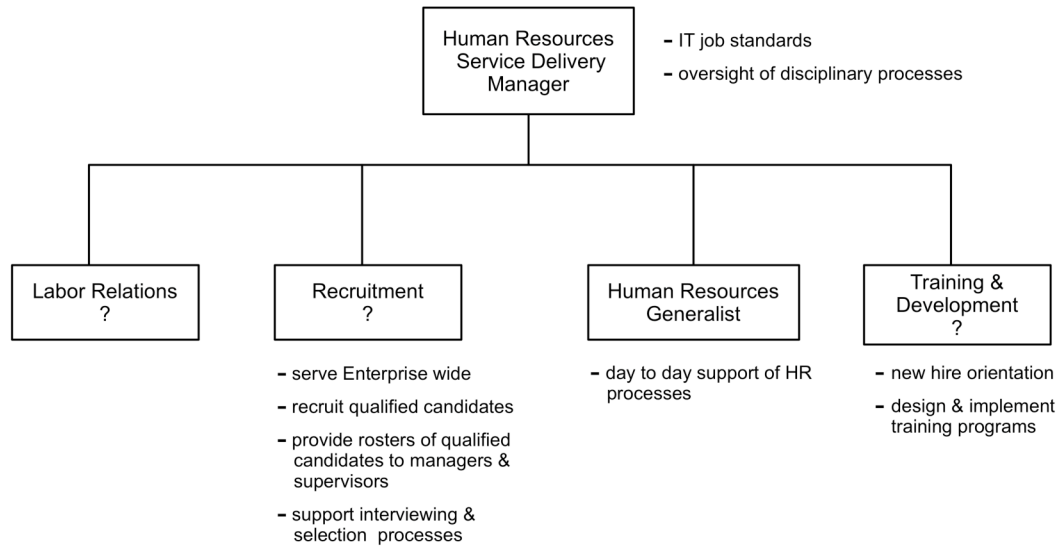 Human Resources
Service Delivery
Manager
- IT job standards
- oversight of disciplinary processes
Labor Relations
?
Recruitment
?
- serve Enterprise wide
- recruit qualified candidates
- provide rosters of qualified
candidates to managers &
supervisors
- support interviewing &
selection processes
Human Resources
Generalist
- day to day support of HR
processes
Training &
Development
?
- new hire orientation
- design & implement
training programs